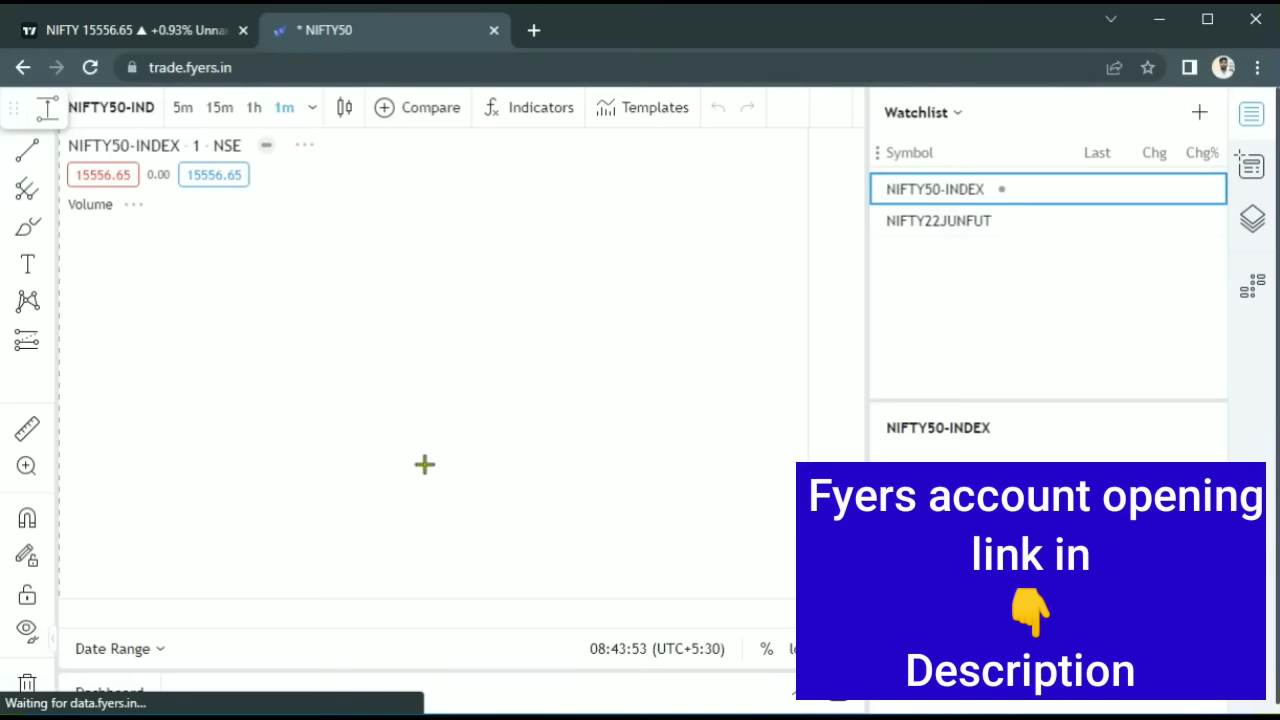 NIFTY 15556.65 ▲ +0.93% Unna
* NIFTY50
trade.fyers.in
NIFTY50-IND 5m 15m 1h 1m Compare Indicators Templates
NIFTY50-INDEX · 1 · NSE
15556.65 0.00 15556.65
Volume
Watchlist
Symbol Last Chg Chg%
NIFTY50-INDEX
NIFTY22JUNFUT
NIFTY50-INDEX
Fyers account opening
link in
👇
Description
Date Range 08:43:53 (UTC+5:30) %
Waiting for data.fyers.in...